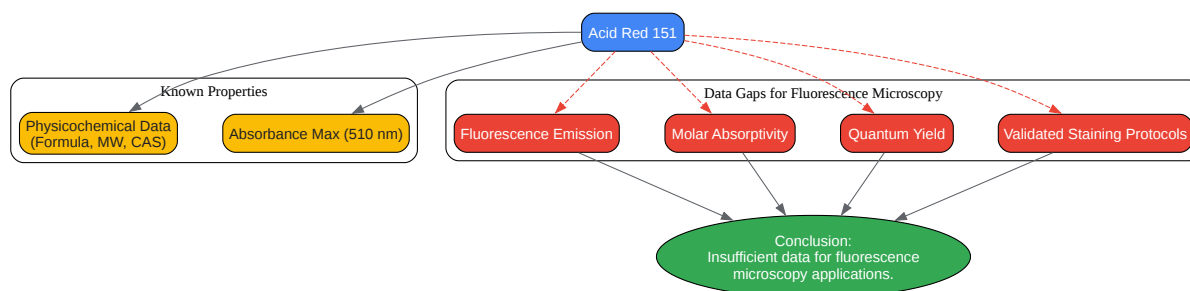 Acid Red 151
Known Properties
Data Gaps for Fluorescence Microscopy
Physicochemical Data
(Formula, MW, CAS)
Absorbance Max (510 nm)
Fluorescence Emission
Molar Absorptivity
Quantum Yield
Validated Staining Protocols
Conclusion:
Insufficient data for fluorescence
microscopy applications.